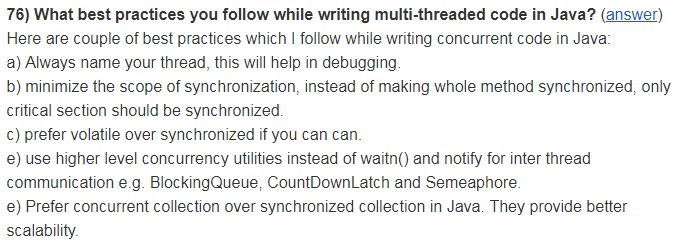 76) What best practices you follow while writing multi-threaded code in Java? (answer)
Here are couple of best practices which I follow while writing concurrent code in Java:
a) Always name your thread, this will help in debugging.
b) minimize the scope of synchronization, instead of making whole method synchronized, only
critical section should be synchronized.
c) prefer volatile over synchronized if you can can.
e) use higher level concurrency utilities instead of waitn() and notify for inter thread
communication e.g. BlockingQueue, CountDownLatch and Semeaphore.
e) Prefer concurrent collection over synchronized collection in Java. They provide better
scalability.